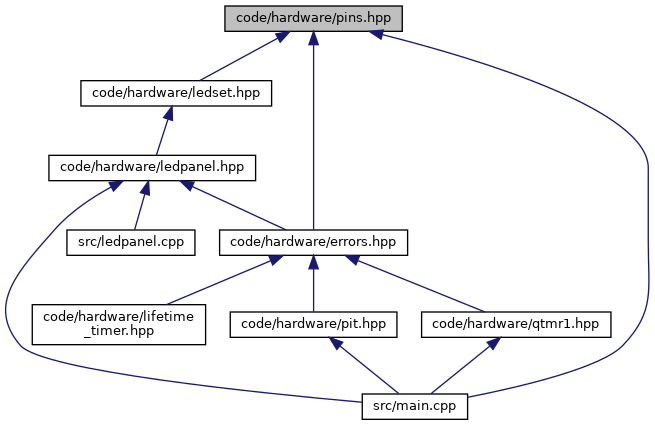 code/hardware/pins.hpp
code/hardware/ledset.hpp
code/hardware/ledpanel.hpp
src/ledpanel.cpp
code/hardware/errors.hpp
code/hardware/lifetime
_timer.hpp
code/hardware/pit.hpp
code/hardware/qtmr1.hpp
src/main.cpp